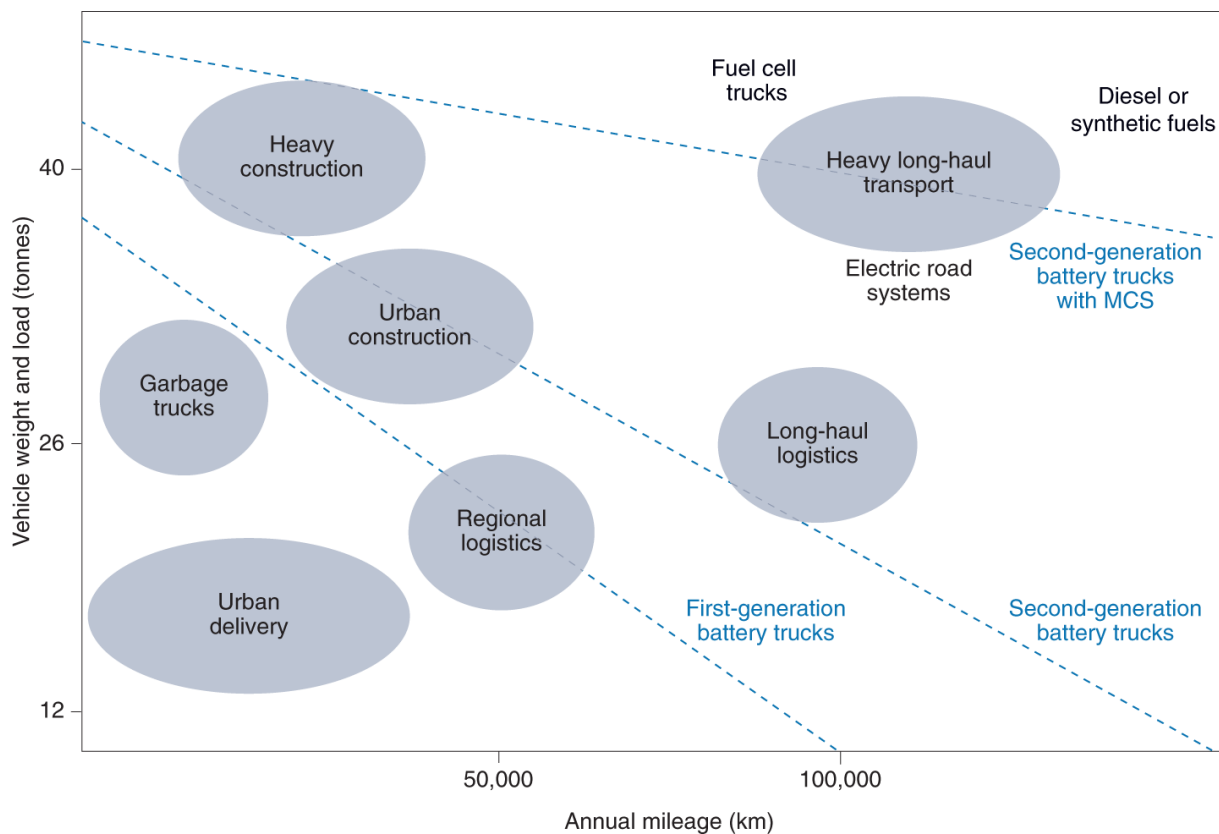 Fuel cell
trucks
Diesel or
synthetic fuels
Heavy
construction
Heavy long-haul
transport
40
Second-generation
battery trucks
with MCS
Electric road
systems
Urban
construction
Garbage
trucks
Long-haul
logistics
26
Regional
logistics
Urban
delivery
First-generation
battery trucks
Second-generation
battery trucks
12
Vehicle weight and load (tonnes)
50,000
100,000
Annual mileage (km)